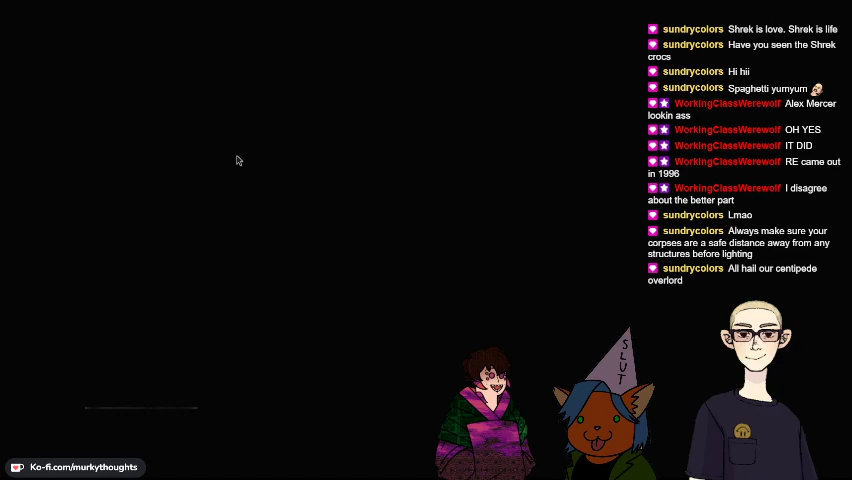 sundrycolors Shrek is love. Shrek is life
sundrycolors Have you seen the Shrek
crocs
sundrycolors Hi hii
sundrycolors Spaghetti yumyum
WorkingClassWerewolf Alex Mercer
lookin ass
WorkingClassWerewolf OH YES
WorkingClassWerewolf IT DID
WorkingClassWerewolf RE came out
in 1996
WorkingClassWerewolf I disagree
about the better part
sundrycolors Lmao
sundrycolors Always make sure your
corpses are a safe distance away from any
structures before lighting
sundrycolors All hail our centipede
overlord
SLUT
Ko-fi.com/murkythoughts